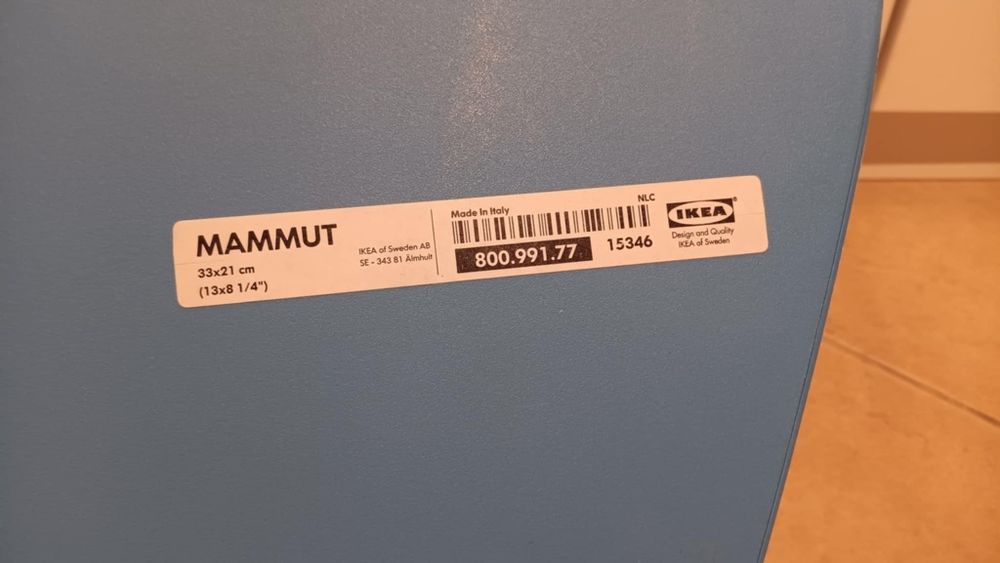 MAMMUT
33x21 cm
(13x8 1/4")
IKEA of Sweden AB
SE - 343 81 Älmhult
Made in Italy
NLC
800.991.77
15346
IKEA®
Design and Quality
IKEA of Sweden